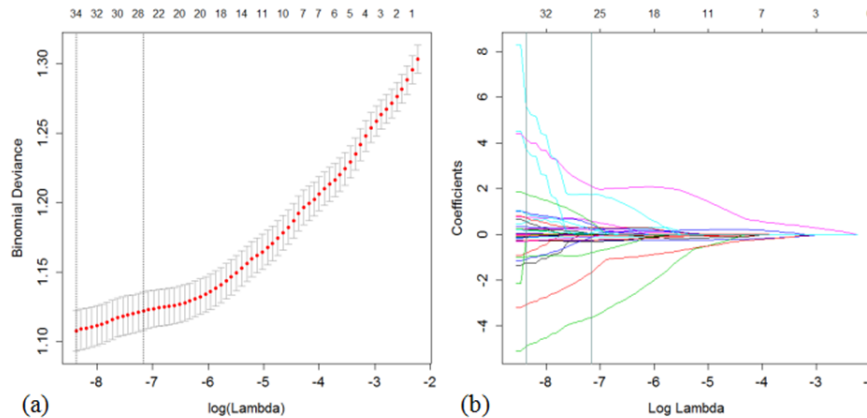 34 32 30 28 22 20 20 18 14 11 10 7 7 5 4 3 2 1
1.30
1.25
1.20
1.15
1.10
Binomial Deviance
-8 -7 -6 -5 -4 -3 -2
(a) log(Lambda)
32 25 18 11 7 3
8
6
4
2
0
-2
-4
Coefficients
-8 -7 -6 -5 -4 -3 -2
(b) Log Lambda